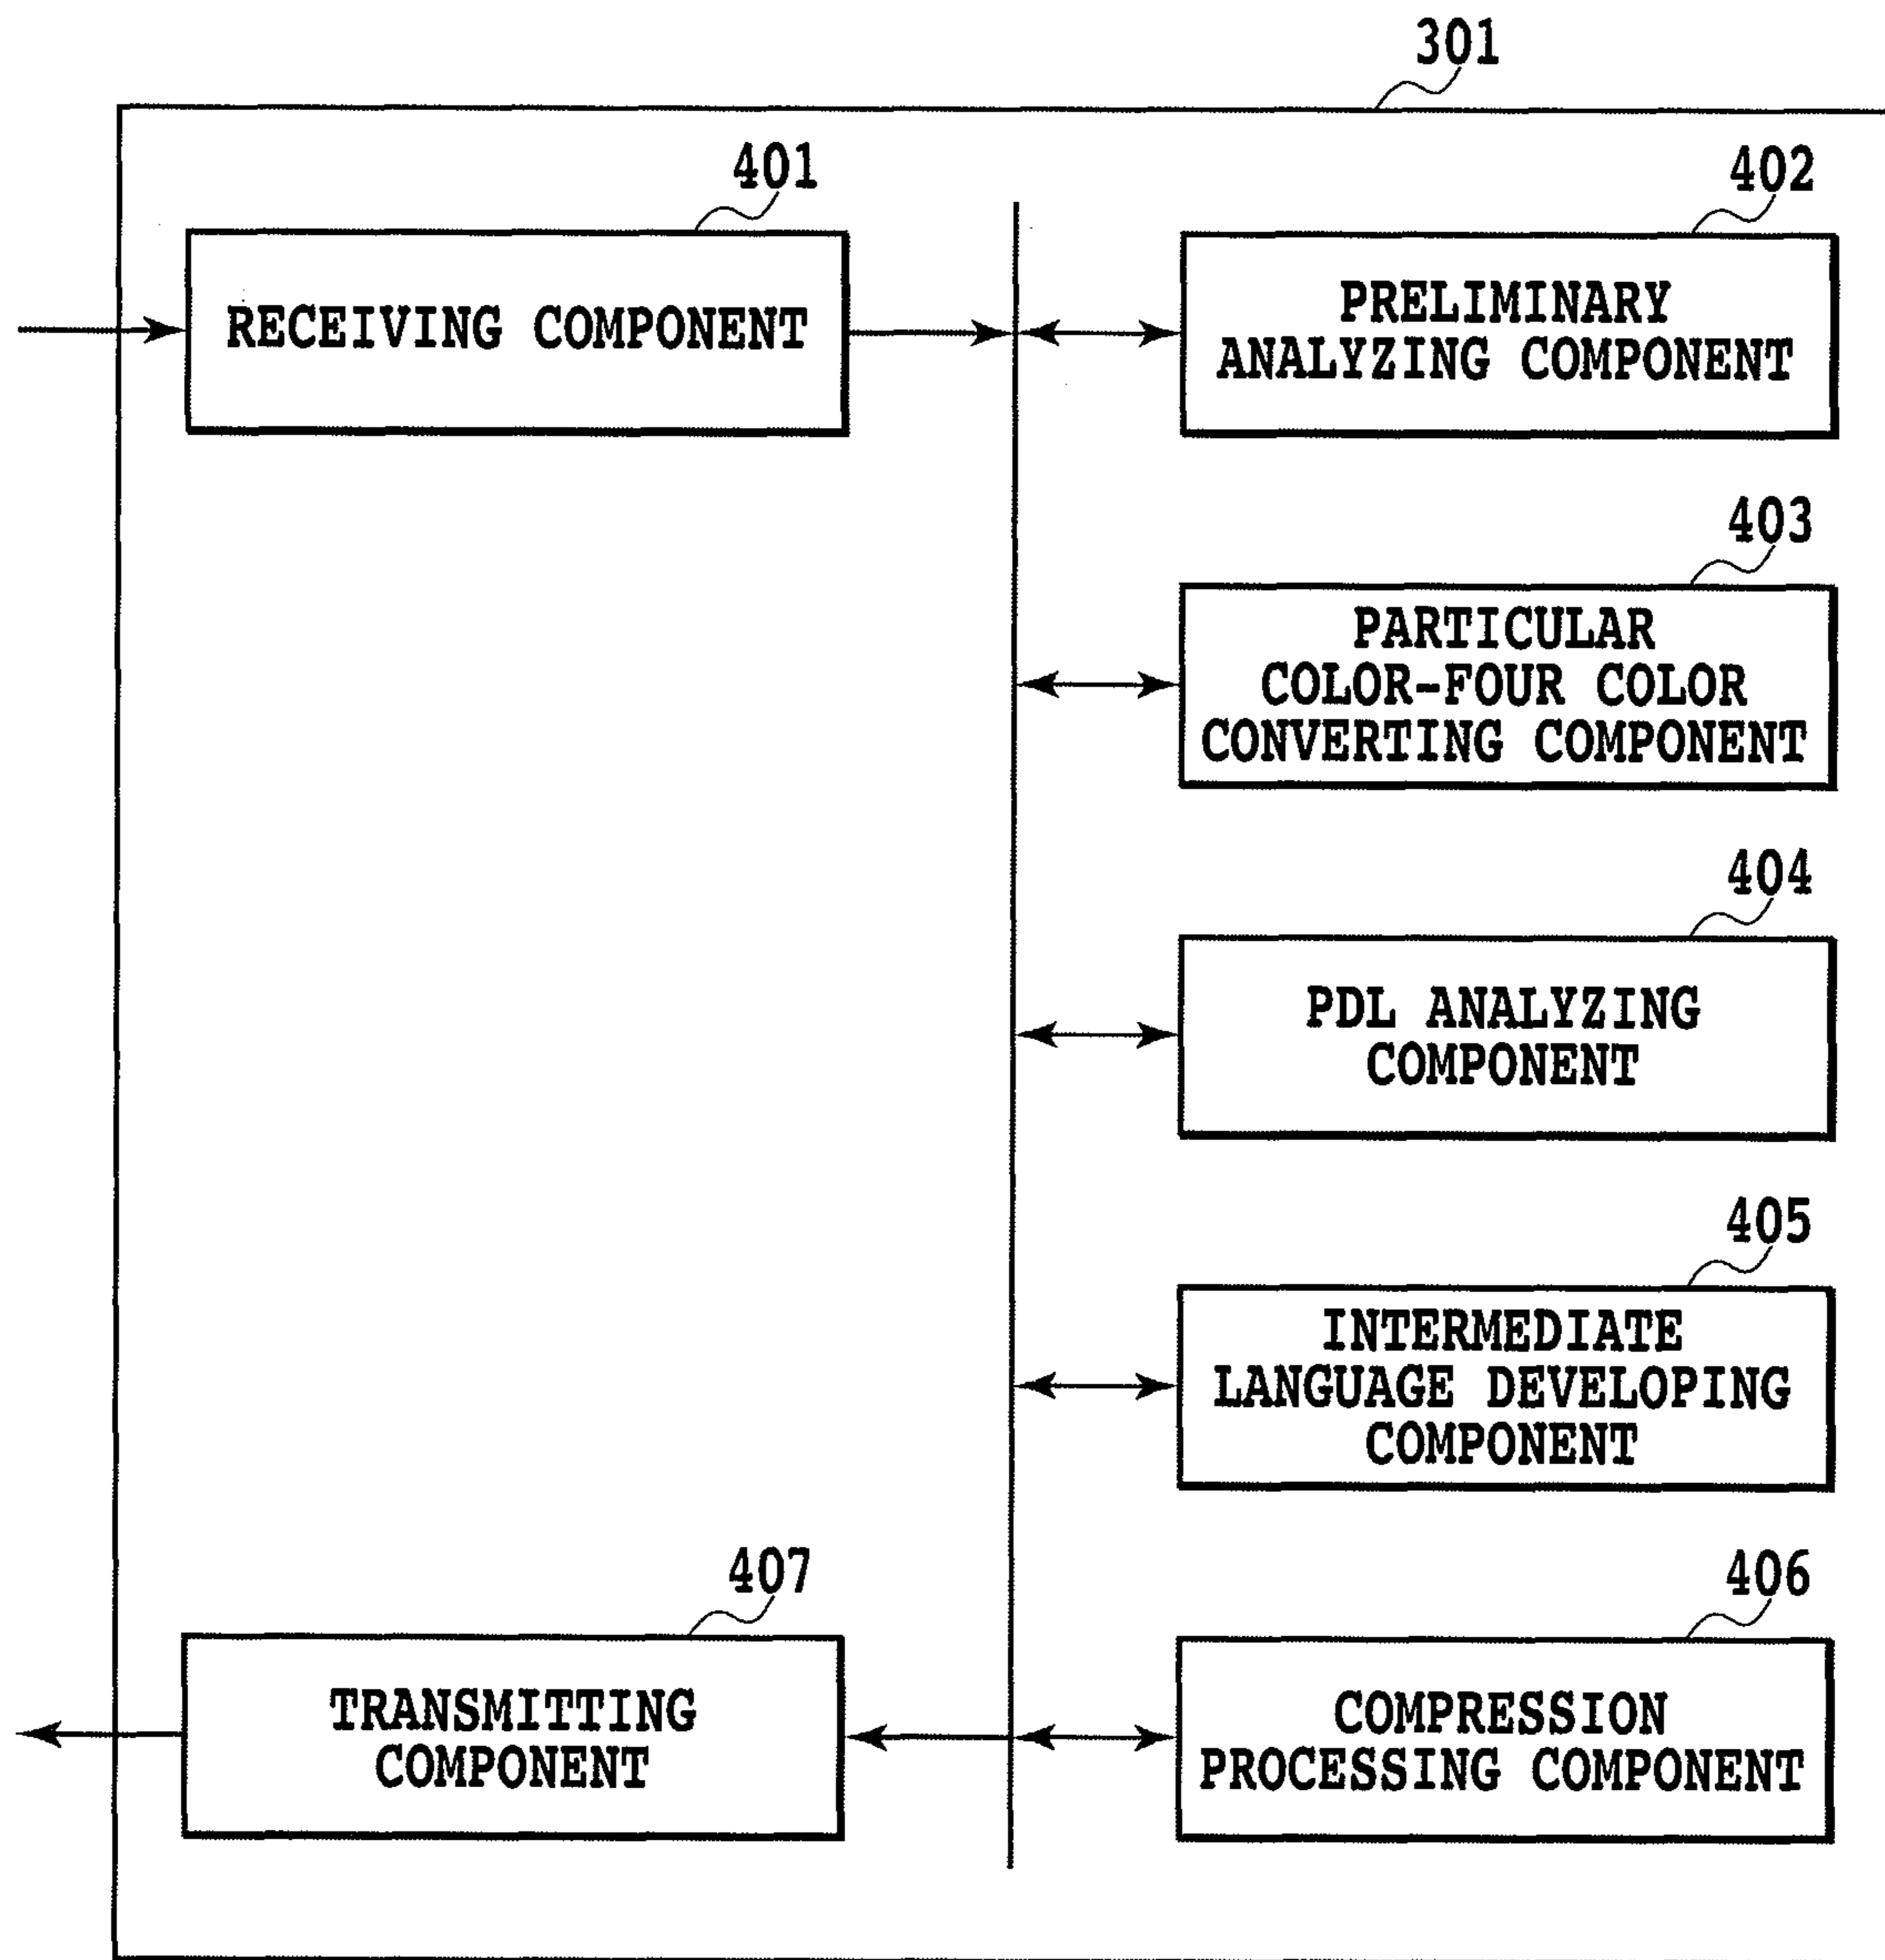 301
401
RECEIVING COMPONENT
402
PRELIMINARY
ANALYZING COMPONENT
403
PARTICULAR
COLOR-FOUR COLOR
CONVERTING COMPONENT
404
PDL ANALYZING
COMPONENT
405
INTERMEDIATE
LANGUAGE DEVELOPING
COMPONENT
407
TRANSMITTING
COMPONENT
406
COMPRESSION
PROCESSING COMPONENT